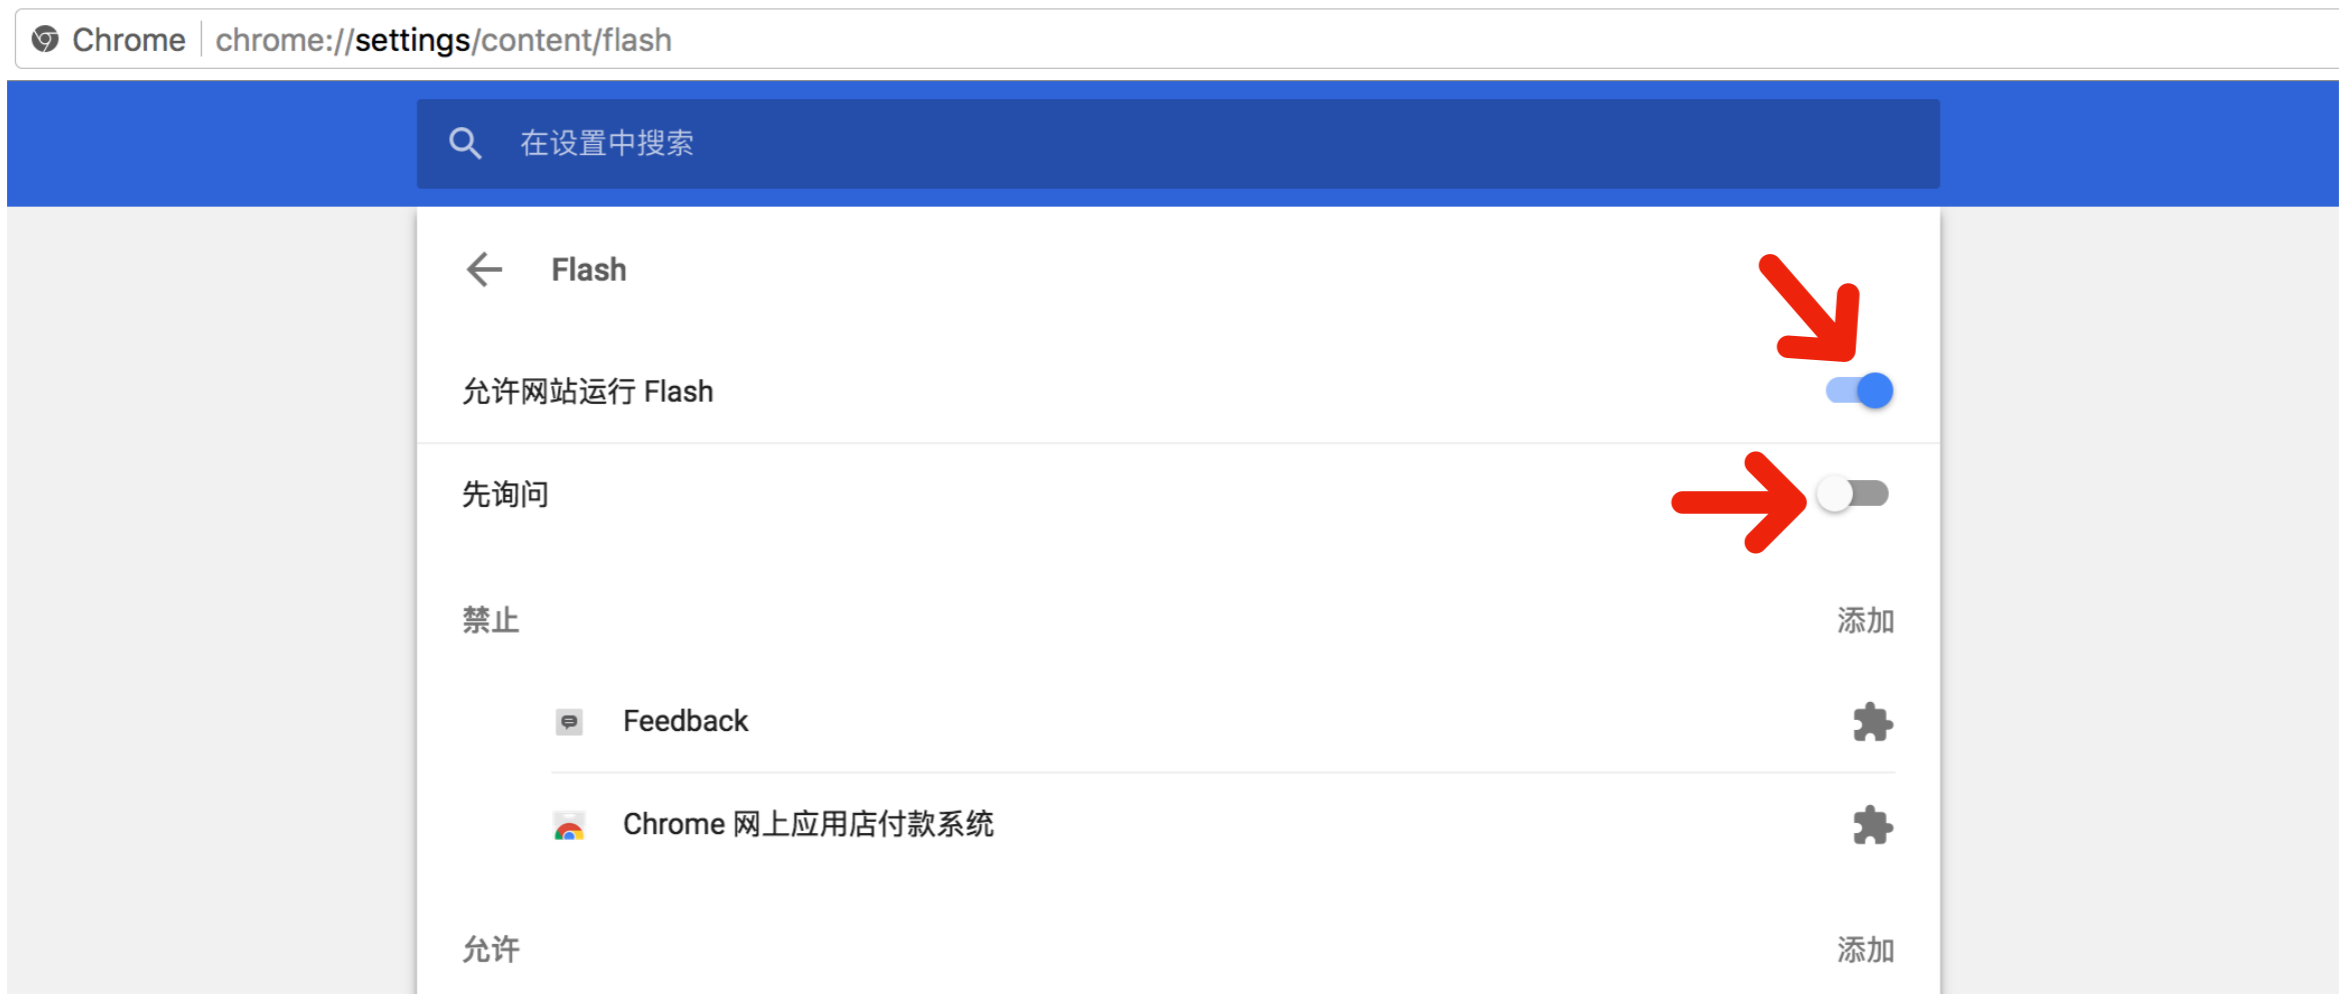 Chrome chrome://settings/content/flash
在设置中搜索
Flash
允许网站运行 Flash
先询问
禁止 添加
Feedback
Chrome 网上应用店付款系统
允许 添加